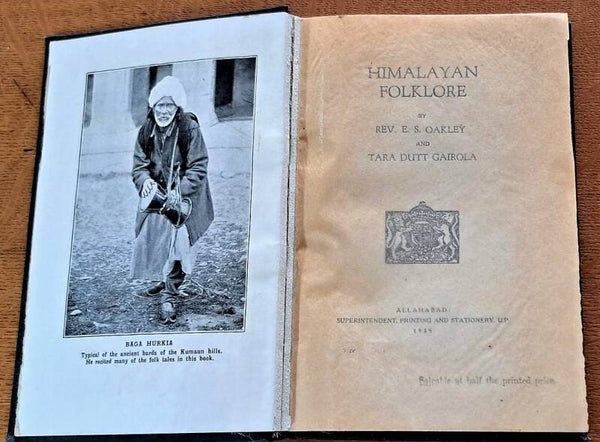 BAGA HURKIA
Typical of the ancient bards of the Kumaun hills.
He recited many of the folk tales in this book.
HIMALAYAN
FOLKLORE
BY
REV. E. S. OAKLEY
AND
TARA DUTT GAIROLA
ALLAHABAD
SUPERINTENDENT, PRINTING AND STATIONERY, U.P.
1935
Saleable at half the printed price.